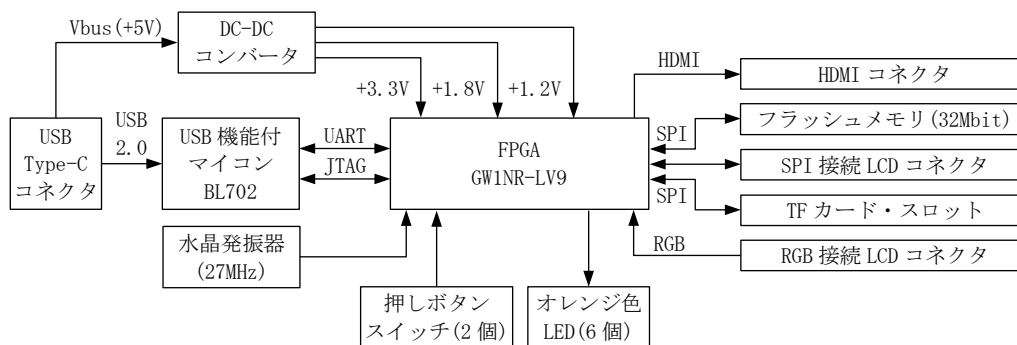 Vbus(+5V)
DC-DC
コンバータ
+3.3V
+1.8V
+1.2V
USB
Type-C
コネクタ
USB
2.0
USB 機能付
マイコン
BL702
UART
JTAG
FPGA
GW1NR-LV9
水晶発振器
(27MHz)
押しボタン
スイッチ(2 個)
オレンジ色
LED(6 個)
HDMI
HDMI コネクタ
SPI
フラッシュメモリ(32Mbit)
SPI 接続 LCD コネクタ
SPI
TF カード・スロット
RGB
RGB 接続 LCD コネクタ